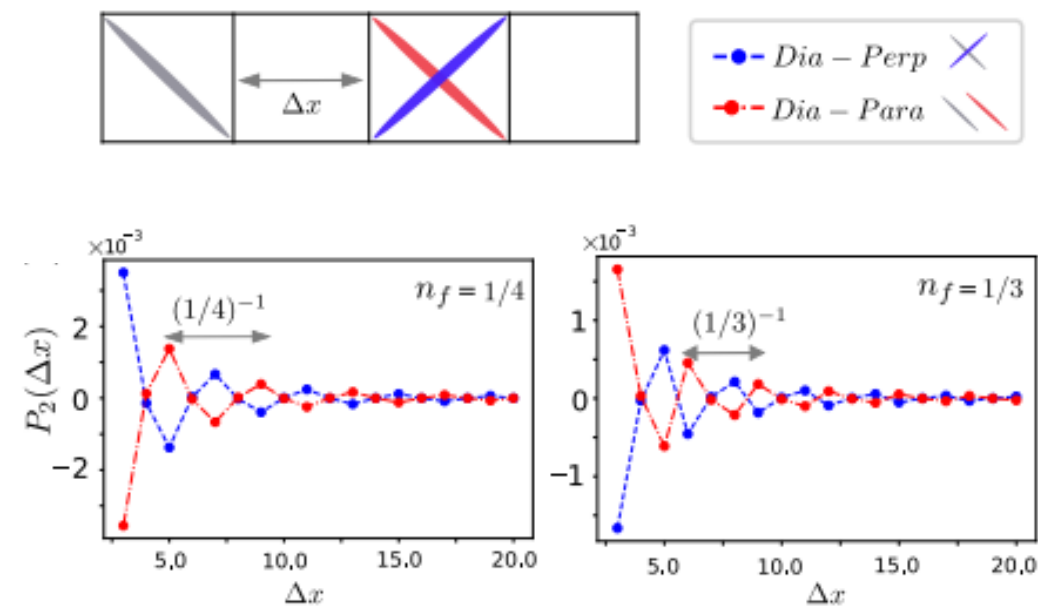 Δx
Dia − Perp
Dia − Para
×10⁻³
n_f = 1/4
(1/4)⁻¹
2
0
−2
P₂(Δx)
5.0 10.0 15.0 20.0
Δx
×10⁻³
n_f = 1/3
(1/3)⁻¹
1
0
−1
5.0 10.0 15.0 20.0
Δx